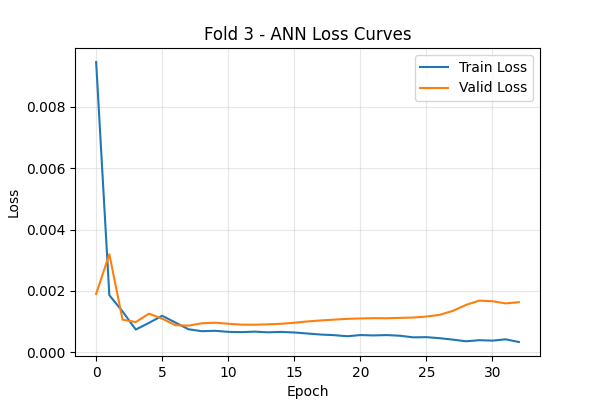 Fold 3 - ANN Loss Curves
Train Loss
Valid Loss
0.008
0.006
0.004
0.002
0.000
Loss
0 5 10 15 20 25 30
Epoch